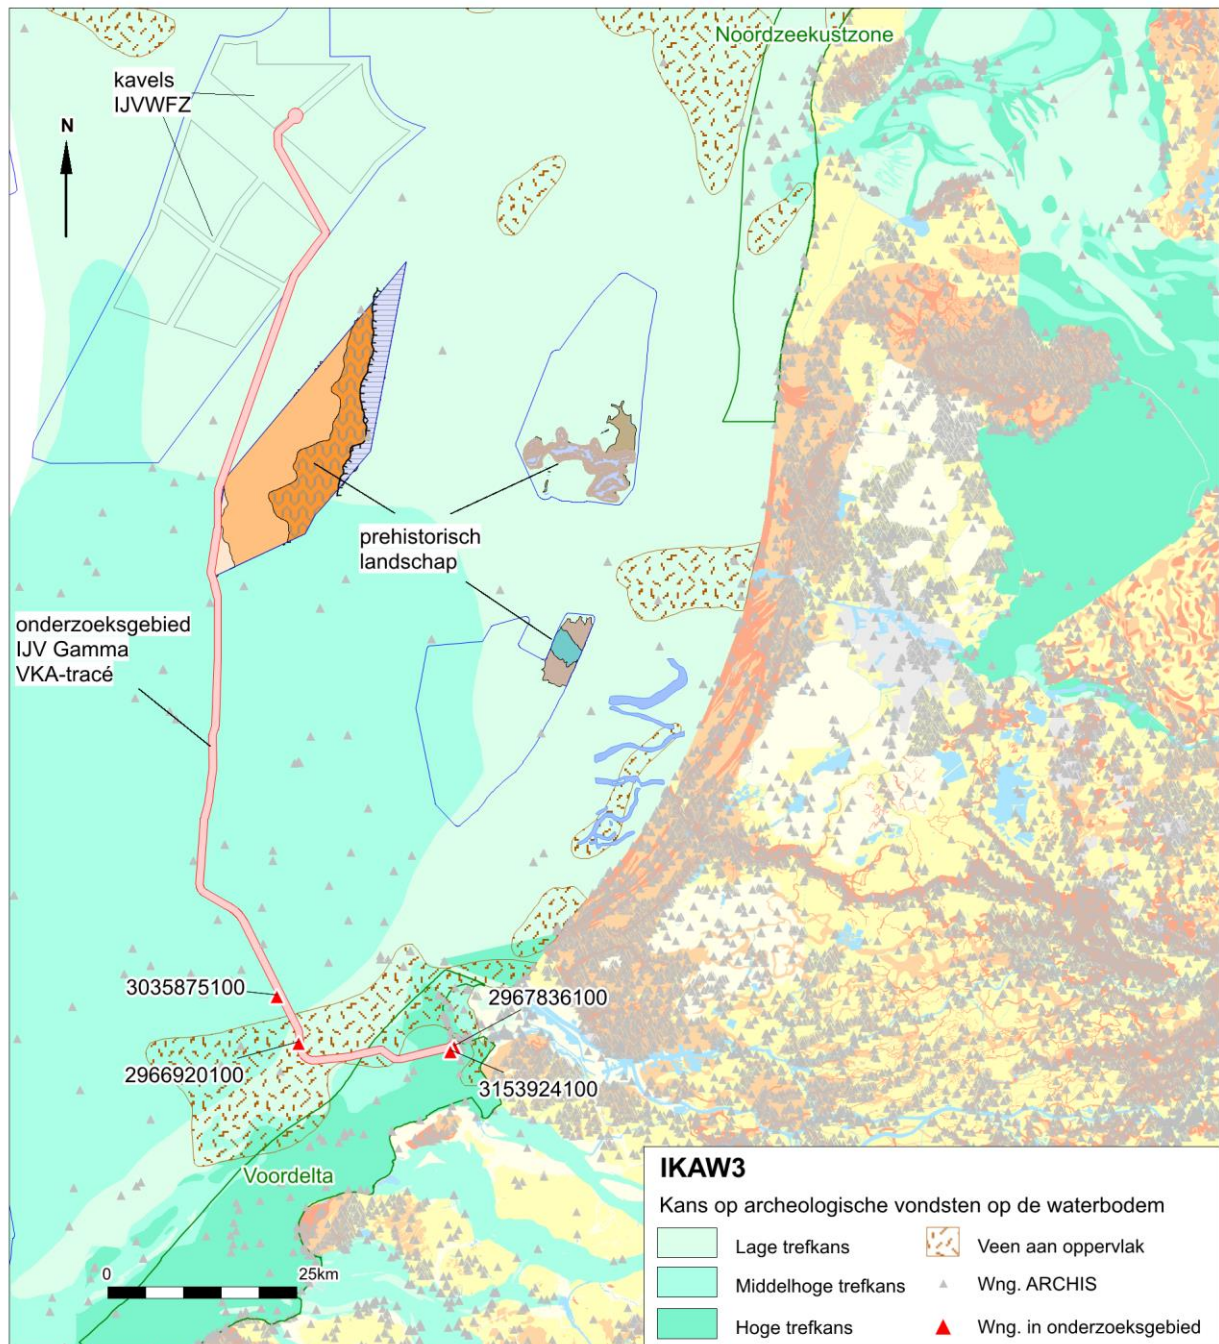 Noordzeekustzone
kavels
IJVWFZ
N
prehistorisch
landschap
onderzoeksgebied
IJV Gamma
VKA-tracé
3035875100
2967836100
2966920100
3153924100
Voordelta
0 25km
IKAW3
Kans op archeologische vondsten op de waterbodem
Lage trefkans
Veen aan oppervlak
Middelhoge trefkans
Wng. ARCHIS
Hoge trefkans
Wng. in onderzoeksgebied